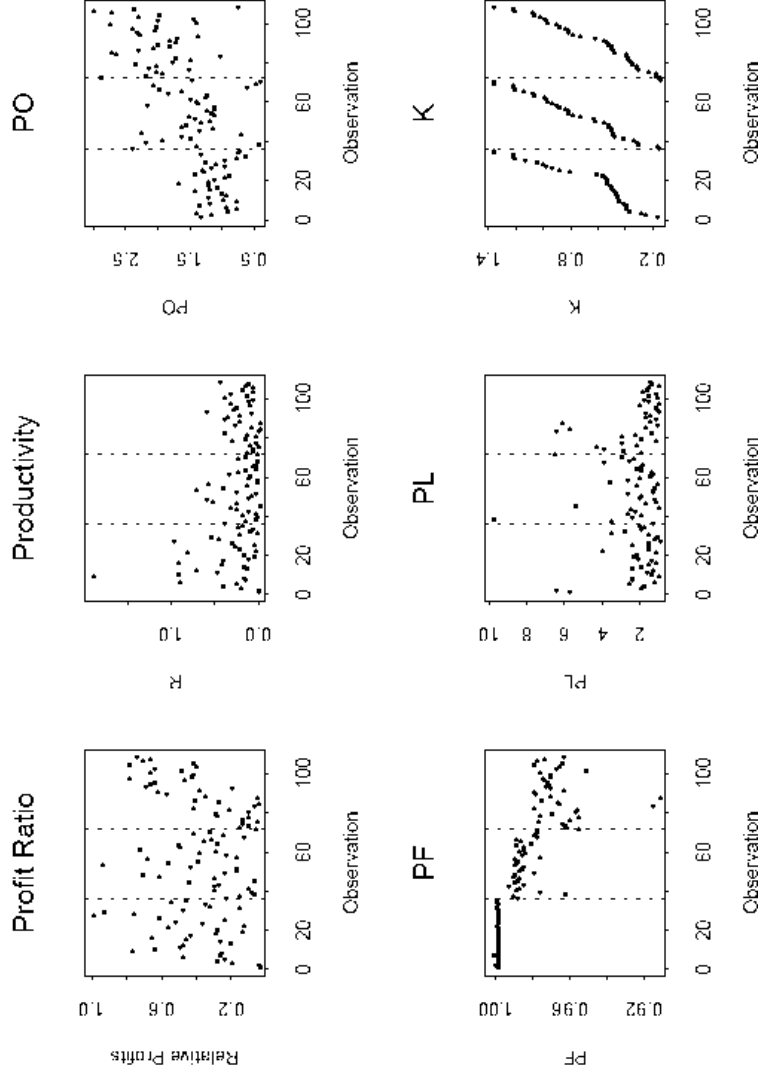 Profit Ratio
Relative Profits
1.0
0.6
0.2
0 20 60 100
Observation
Productivity
R
1.0
0.0
0 20 60 100
Observation
PO
PO
2.5
1.5
0.5
0 20 60 100
Observation
PF
PF
1.00
0.96
0.92
0 20 60 100
Observation
PL
PL
10
8
6
4
2
0 20 60 100
Observation
K
K
1.4
0.8
0.2
0 20 60 100
Observation